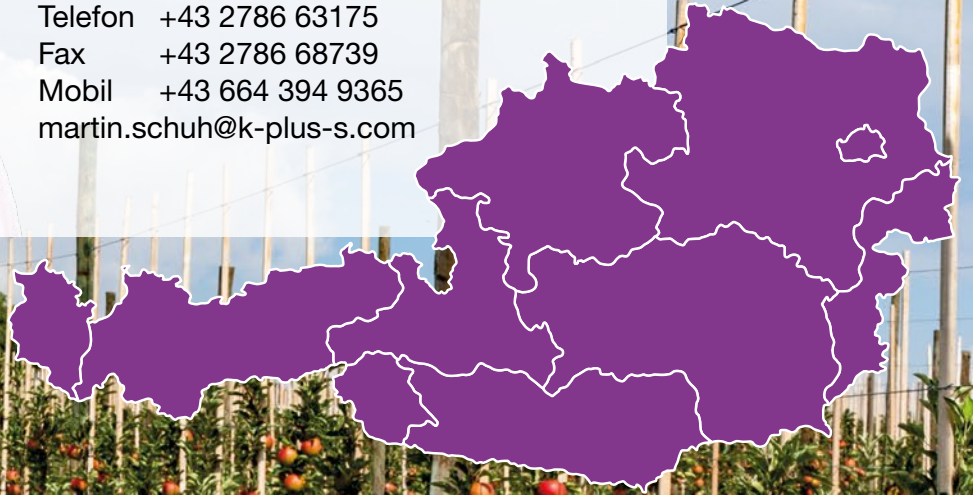 Telefon +43 2786 63175
Fax +43 2786 68739
Mobil +43 664 394 9365
martin.schuh@k-plus-s.com